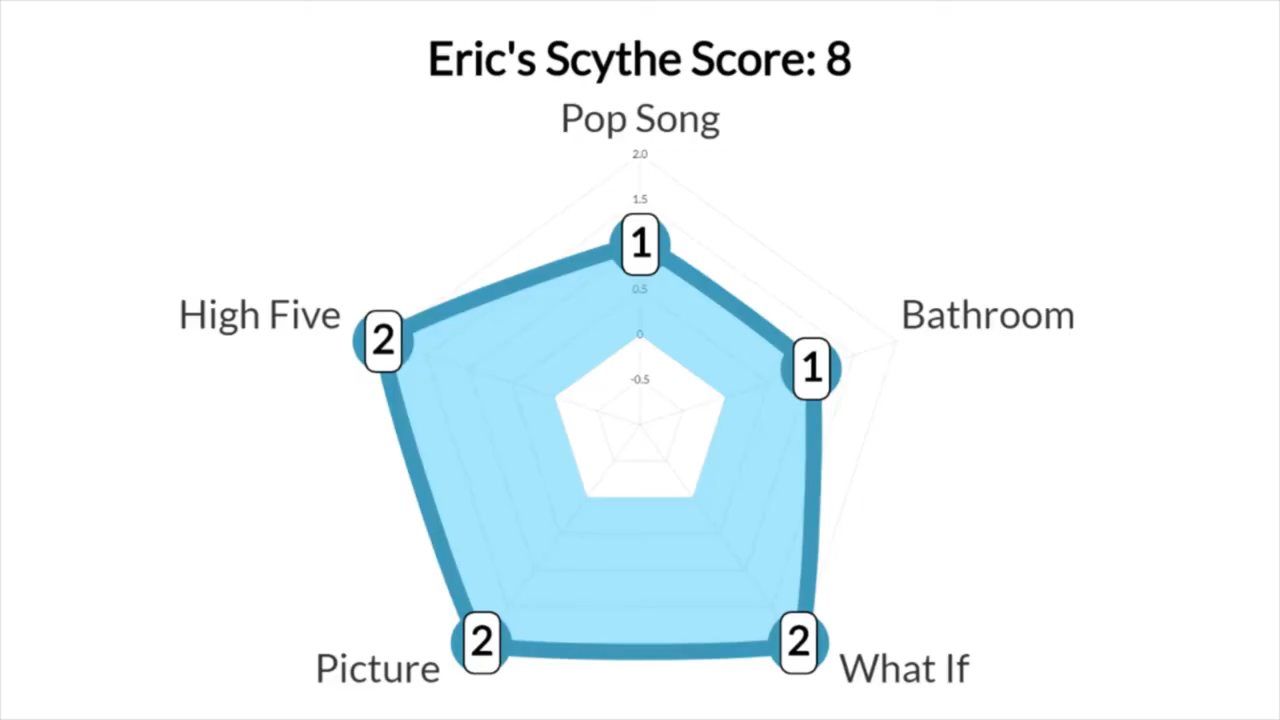 Eric's Scythe Score: 8
Pop Song
2.0
1.5
1
0.5
0
-0.5
High Five
2
Bathroom
1
Picture
2
2
What If